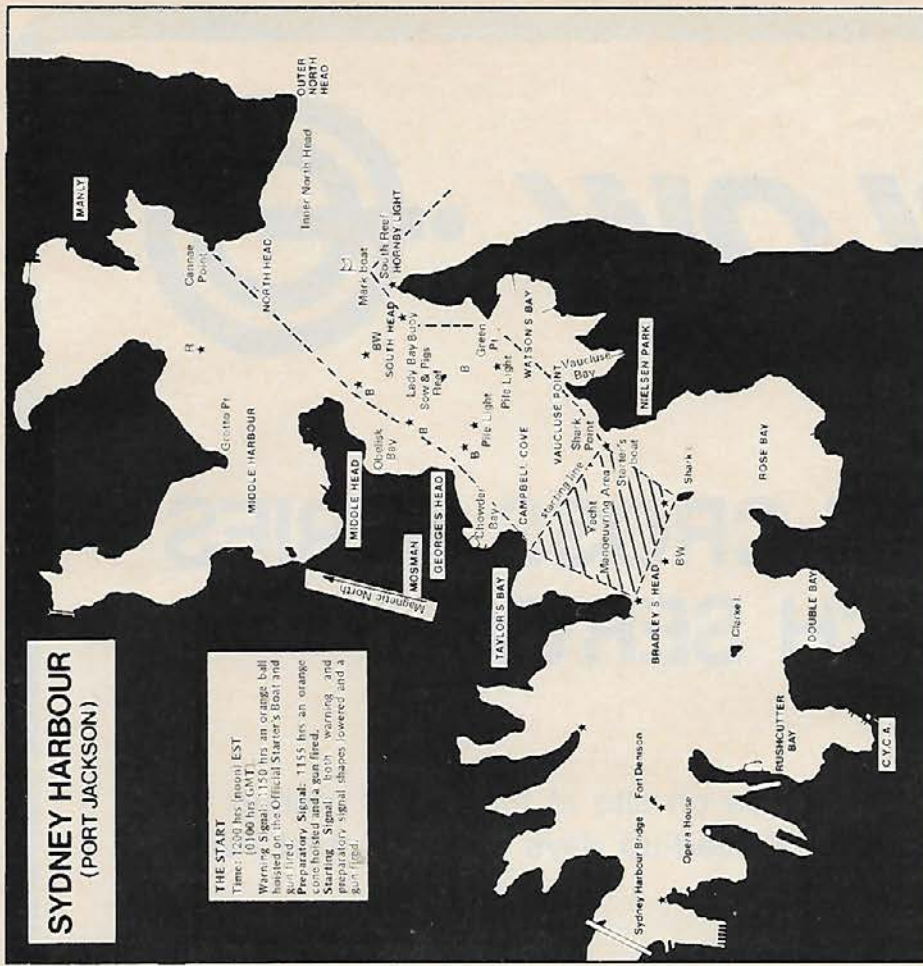 SYDNEY HARBOUR
(PORT JACKSON)
THE START
Time: 1200 hrs (noon) EST
(0100 hrs GMT)
Warning Signal: 1150 hrs an orange ball
hoisted on the Official Starter's Boat and
gun fired.
Preparatory Signal: 1155 hrs an orange
cone hoisted and a gun fired.
Starting Signal: both warning and
preparatory signal shapes lowered and a
gun fired.
MANLY
OUTER
NORTH
HEAD
Cannae
Point
Inner North Head
NORTH HEAD
R
Grotto Pt
MIDDLE HARBOUR
Mark boat
South Reef
HORNBY LIGHT
BW
SOUTH HEAD
B
Lady Bay Buoy
Sow & Pigs
Reef
Obelisk
Bay
B
MIDDLE HEAD
Magnetic North
MOSMAN
GEORGE'S HEAD
B
Green
Pt
B
Pile Light
Pile Light
WATSON'S BAY
Chowder
Bay
CAMPBELL COVE
VAUCLUSE POINT
Vaucluse
Bay
Shark
Point
NIELSEN PARK
TAYLOR'S BAY
starting line
Yacht
Manoeuvring Area
Starter's
boat
Shark I.
BRADLEY'S HEAD
BW
ROSE BAY
Clarke I.
DOUBLE BAY
Sydney Harbour Bridge
Fort Denison
Opera House
RUSHCUTTER
BAY
C.Y.C.A.